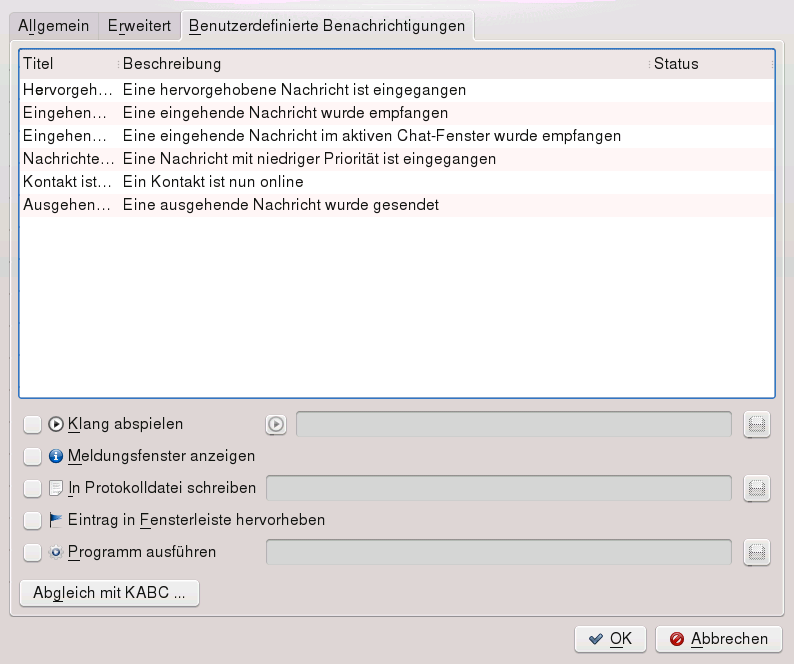 Allgemein Erweitert Benutzerdefinierte Benachrichtigungen
Titel Beschreibung Status
Hervorgeh... Eine hervorgehobene Nachricht ist eingegangen
Eingehen... Eine eingehende Nachricht wurde empfangen
Eingehen... Eine eingehende Nachricht im aktiven Chat-Fenster wurde empfangen
Nachrichte... Eine Nachricht mit niedriger Priorität ist eingegangen
Kontakt ist... Ein Kontakt ist nun online
Ausgehen... Eine ausgehende Nachricht wurde gesendet
Klang abspielen
Meldungsfenster anzeigen
In Protokolldatei schreiben
Eintrag in Fensterleiste hervorheben
Programm ausführen
Abgleich mit KABC ...
OK Abbrechen